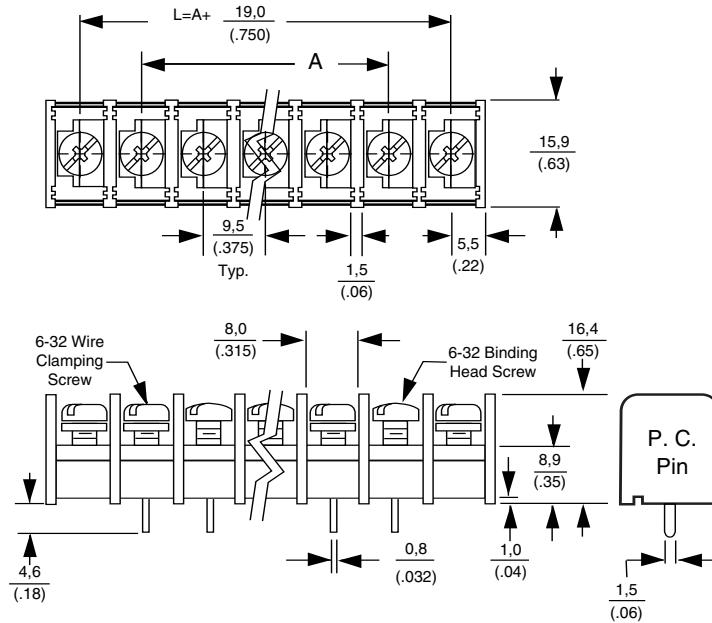 L=A+ 19,0
(.750)
A
15,9
(.63)
9,5
(.375)
Typ.
1,5
(.06)
5,5
(.22)
6-32 Wire
Clamping
Screw
8,0
(.315)
6-32 Binding
Head Screw
16,4
(.65)
8,9
(.35)
P. C.
Pin
4,6
(.18)
0,8
(.032)
1,0
(.04)
1,5
(.06)